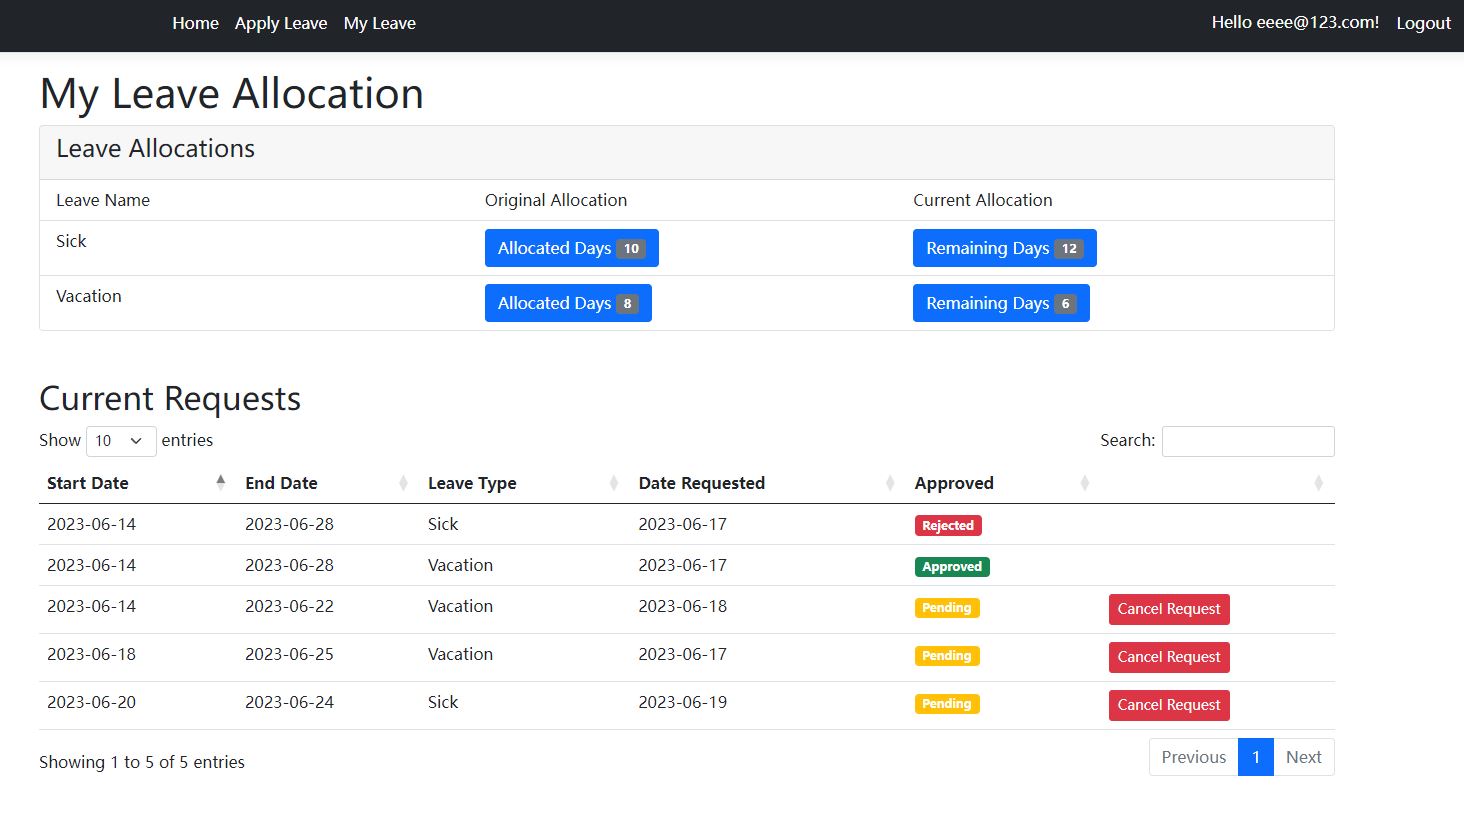 Home Apply Leave My Leave Hello eeee@123.com! Logout
My Leave Allocation
Leave Allocations
Leave Name Original Allocation Current Allocation
Sick Allocated Days 10 Remaining Days 12
Vacation Allocated Days 8 Remaining Days 6
Current Requests
Show 10 entries Search:
Start Date End Date Leave Type Date Requested Approved
2023-06-14 2023-06-28 Sick 2023-06-17 Rejected
2023-06-14 2023-06-28 Vacation 2023-06-17 Approved
2023-06-14 2023-06-22 Vacation 2023-06-18 Pending Cancel Request
2023-06-18 2023-06-25 Vacation 2023-06-17 Pending Cancel Request
2023-06-20 2023-06-24 Sick 2023-06-19 Pending Cancel Request
Showing 1 to 5 of 5 entries Previous 1 Next